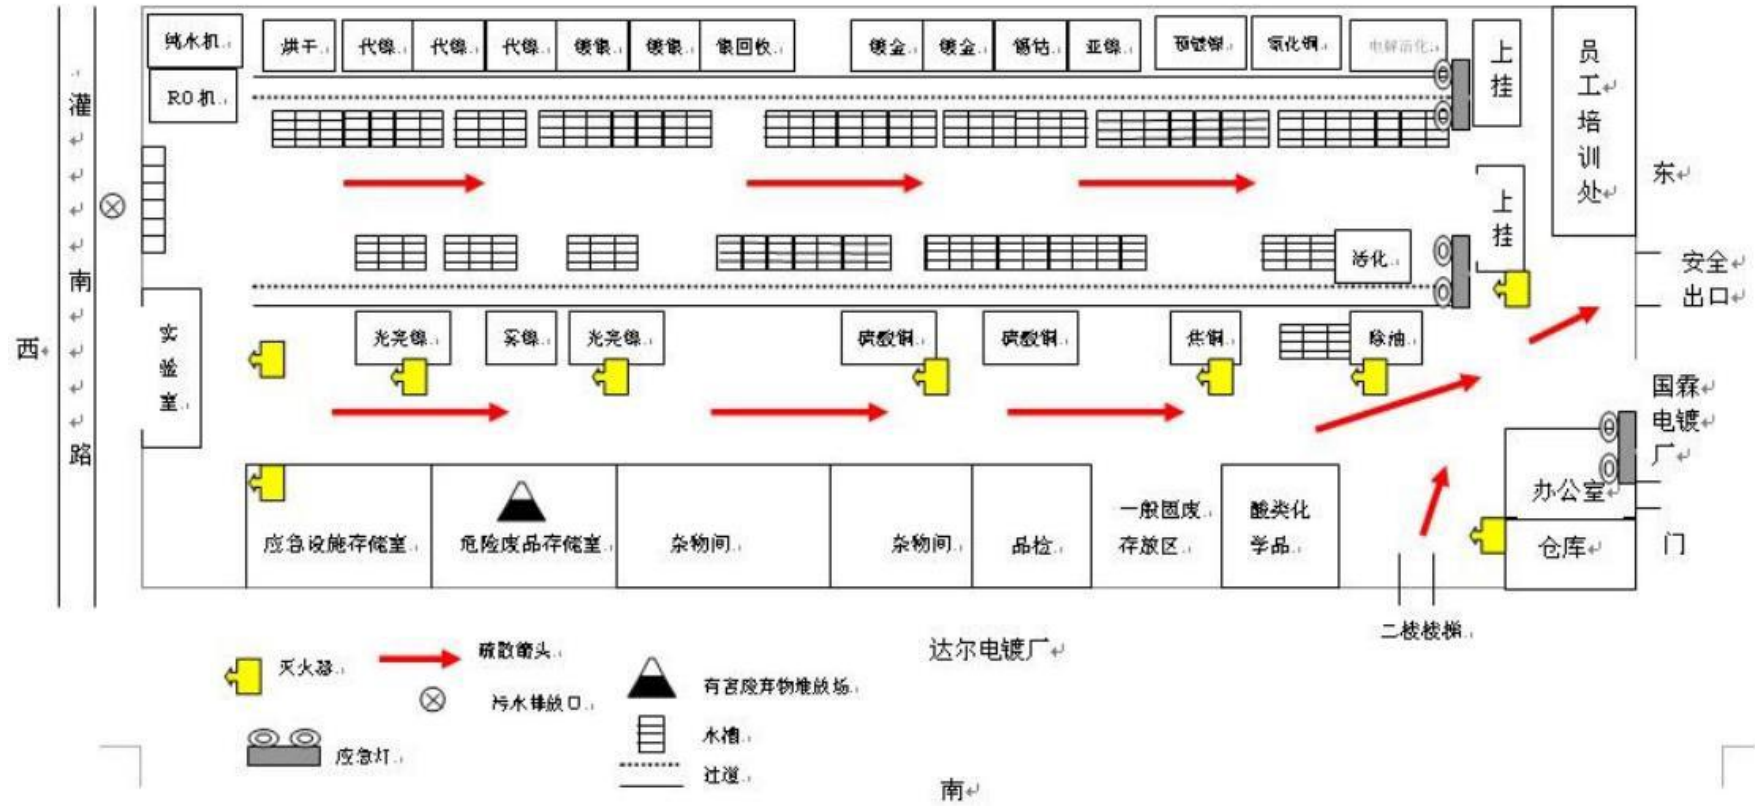 纯水机
烘干
代镍
代镍
代镍
镀银
镀银
银回收
镀金
镀金
锡钴
亚镍
预镀镍
氰化铜
电解活化
上挂
员工培训处
RO机
灌南路
东
上挂
活化
安全出口
西
实验室
光亮镍
雾镍
光亮镍
硫酸铜
硫酸铜
焦铜
除油
国霖电镀厂
门
办公室
仓库
应急设施存储室
危险废品存储室
杂物间
杂物间
品检
一般固废
存放区
酸类化
学品
二楼楼梯
达尔电镀厂
灭火器
疏散箭头
污水排放口
有害废弃物堆放场
水槽
应急灯
过道
南